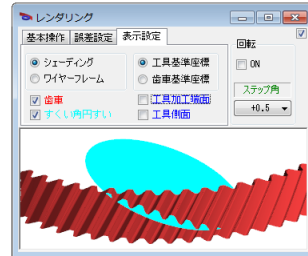 レンダリング
基本操作 誤差設定 表示設定
回転
シェーディング 工具基準座標
ON
ワイヤーフレーム 歯車基準座標
ステップ角
歯車 工具加工端面
+0.5
すくい角円すい 工具側面